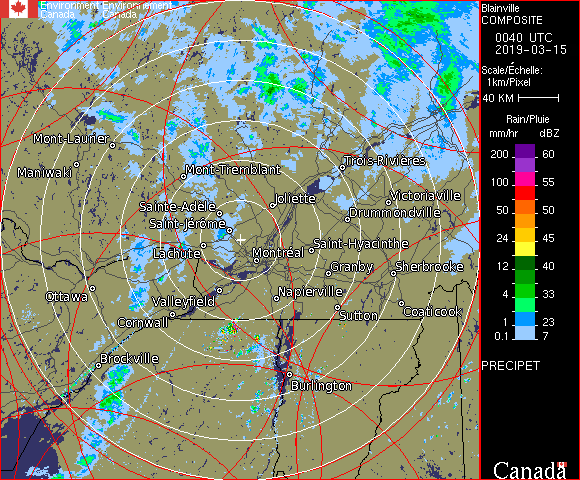 Environment Environnement
Canada Canada
Blainville
COMPOSITE
0040 UTC
2019-03-15
Scale/Échelle:
1km/Pixel
40 KM
Rain/Pluie
mm/hr dBZ
200 60
100 55
50 50
24 45
12 40
4 33
1 23
0.1 7
PRECIPET
Mont-Laurier
Maniwaki
Mont-Tremblant
Trois-Rivières
Sainte-Adèle
Joliette
Victoriaville
Drummondville
Saint-Jérôme
Lachute
Montréal
Saint-Hyacinthe
Granby
Sherbrooke
Ottawa
Valleyfield
Napierville
Cornwall
Sutton
Coaticook
Brockville
Burlington
Canada